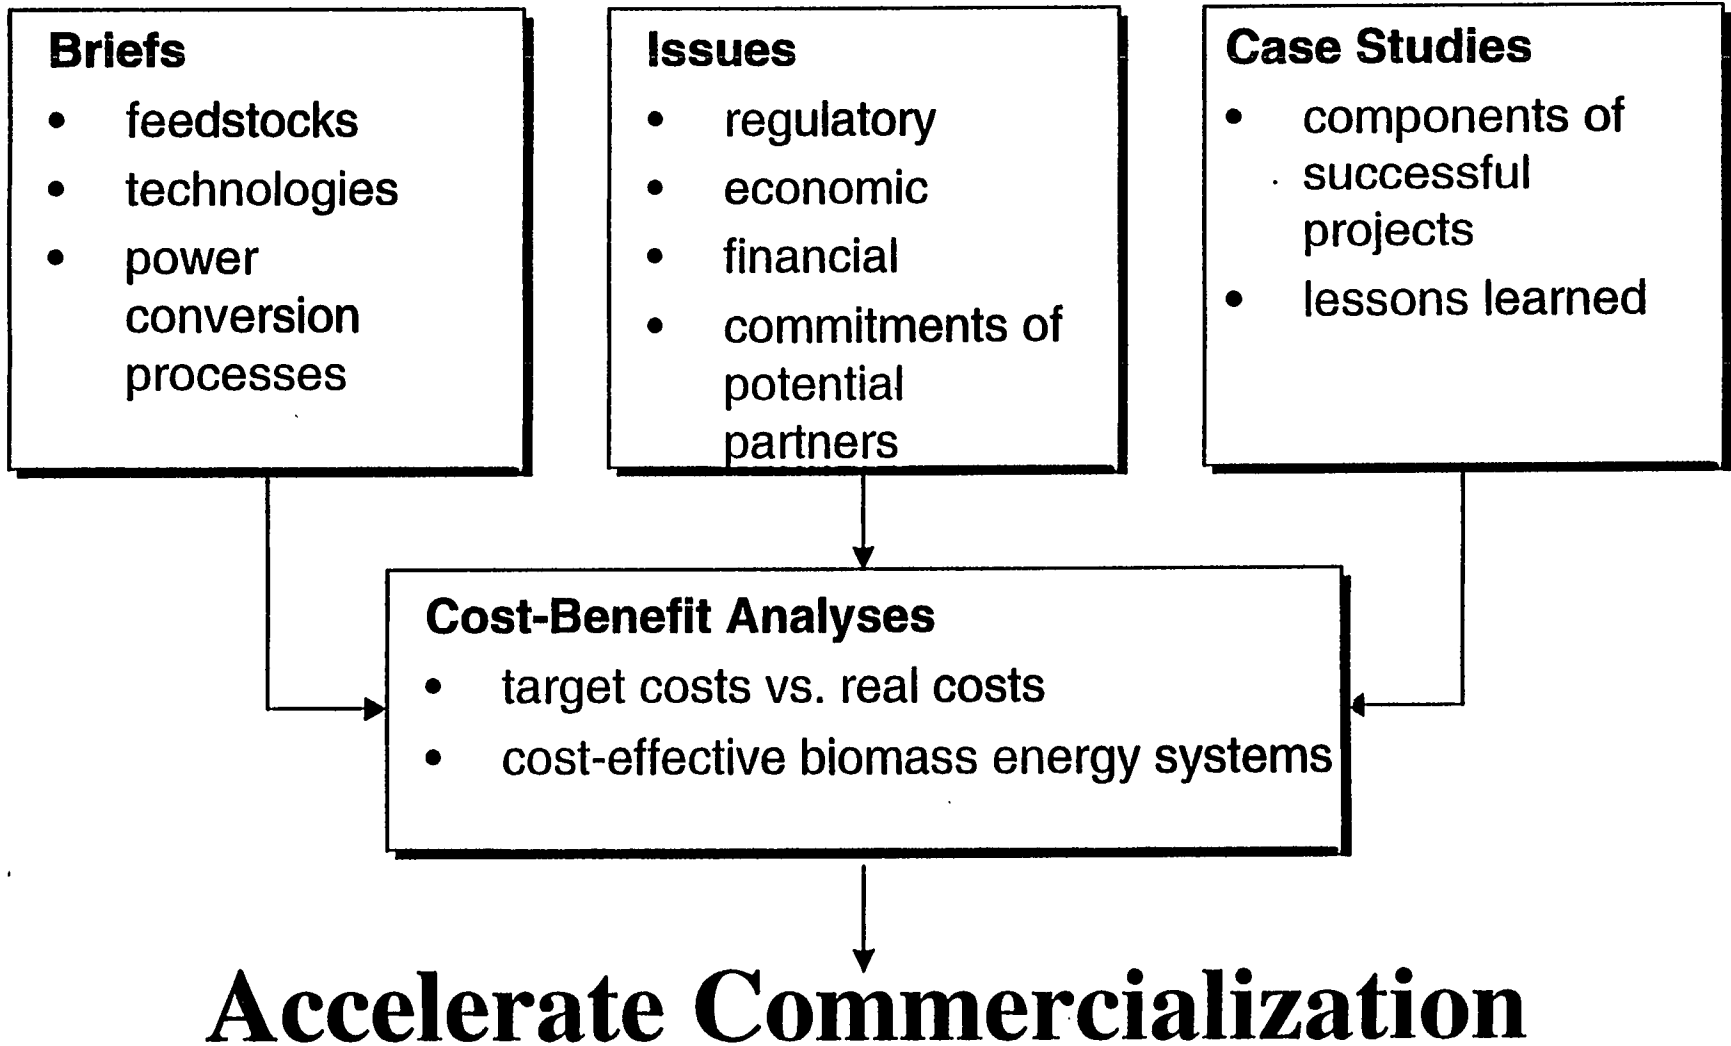 Briefs
• feedstocks
• technologies
• power
conversion
processes
Issues
• regulatory
• economic
• financial
• commitments of
potential
partners
Case Studies
• components of
successful
projects
• lessons learned
Cost-Benefit Analyses
• target costs vs. real costs
• cost-effective biomass energy systems
Accelerate Commercialization